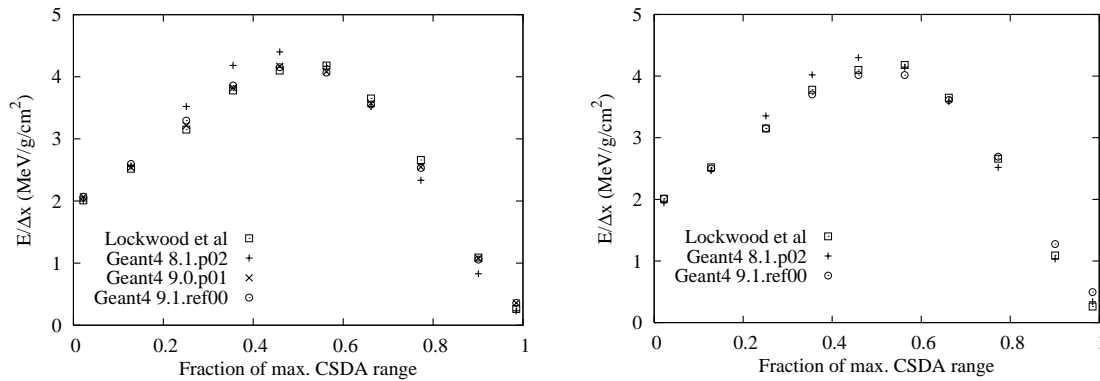 5
4
3
2
1
0
E/Δx (MeV/g/cm²)
Lockwood et al
Geant4 8.1.p02
Geant4 9.0.p01
Geant4 9.1.ref00
0 0.2 0.4 0.6 0.8 1
Fraction of max. CSDA range
5
4
3
2
1
0
E/Δx (MeV/g/cm²)
Lockwood et al
Geant4 8.1.p02
Geant4 9.1.ref00
0 0.2 0.4 0.6 0.8 1
Fraction of max. CSDA range